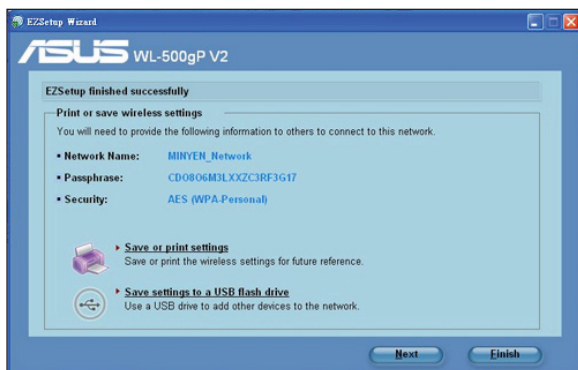 EZSetup Wizard
ASUS WL-500gP V2
EZSetup finished successfully
Print or save wireless settings
You will need to provide the following information to others to connect to this network.
▪ Network Name: MINYEN_Network
▪ Passphrase: CDO8O6M3LXXZC3RF3G17
▪ Security: AES (WPA-Personal)
Save or print settings
Save or print the wireless settings for future reference.
Save settings to a USB flash drive
Use a USB drive to add other devices to the network.
Next Finish